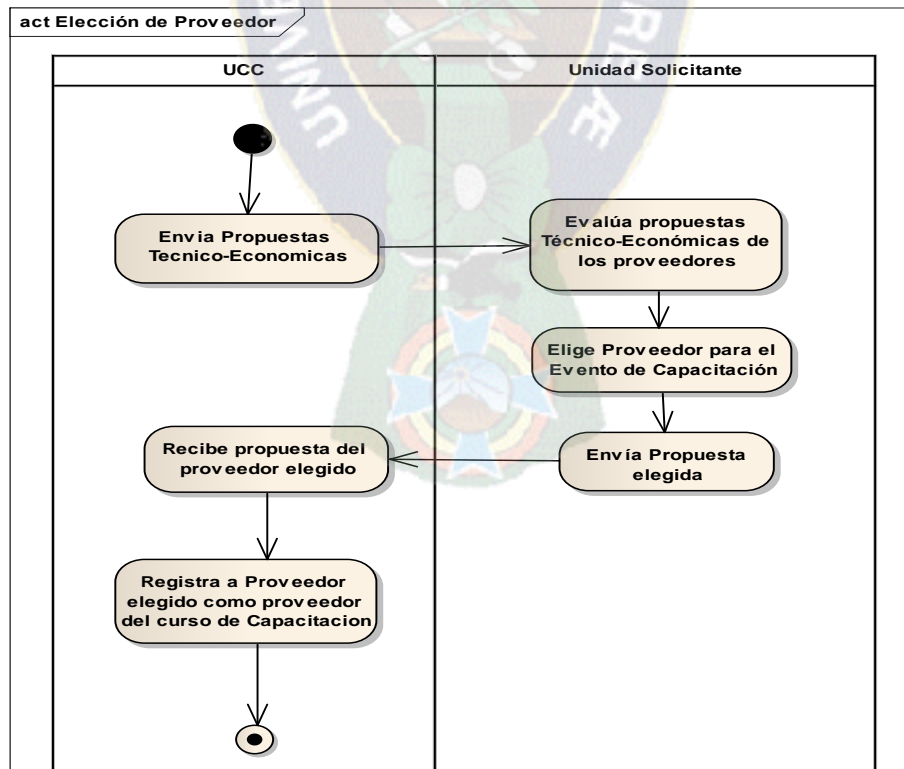 act Elección de Proveedor
UCC
Unidad Solicitante
Envia Propuestas
Tecnico-Economicas
Evalúa propuestas
Técnico-Económicas de
los proveedores
Elige Proveedor para el
Evento de Capacitación
Envía Propuesta
elegida
Recibe propuesta del
proveedor elegido
Registra a Proveedor
elegido como proveedor
del curso de Capacitacion